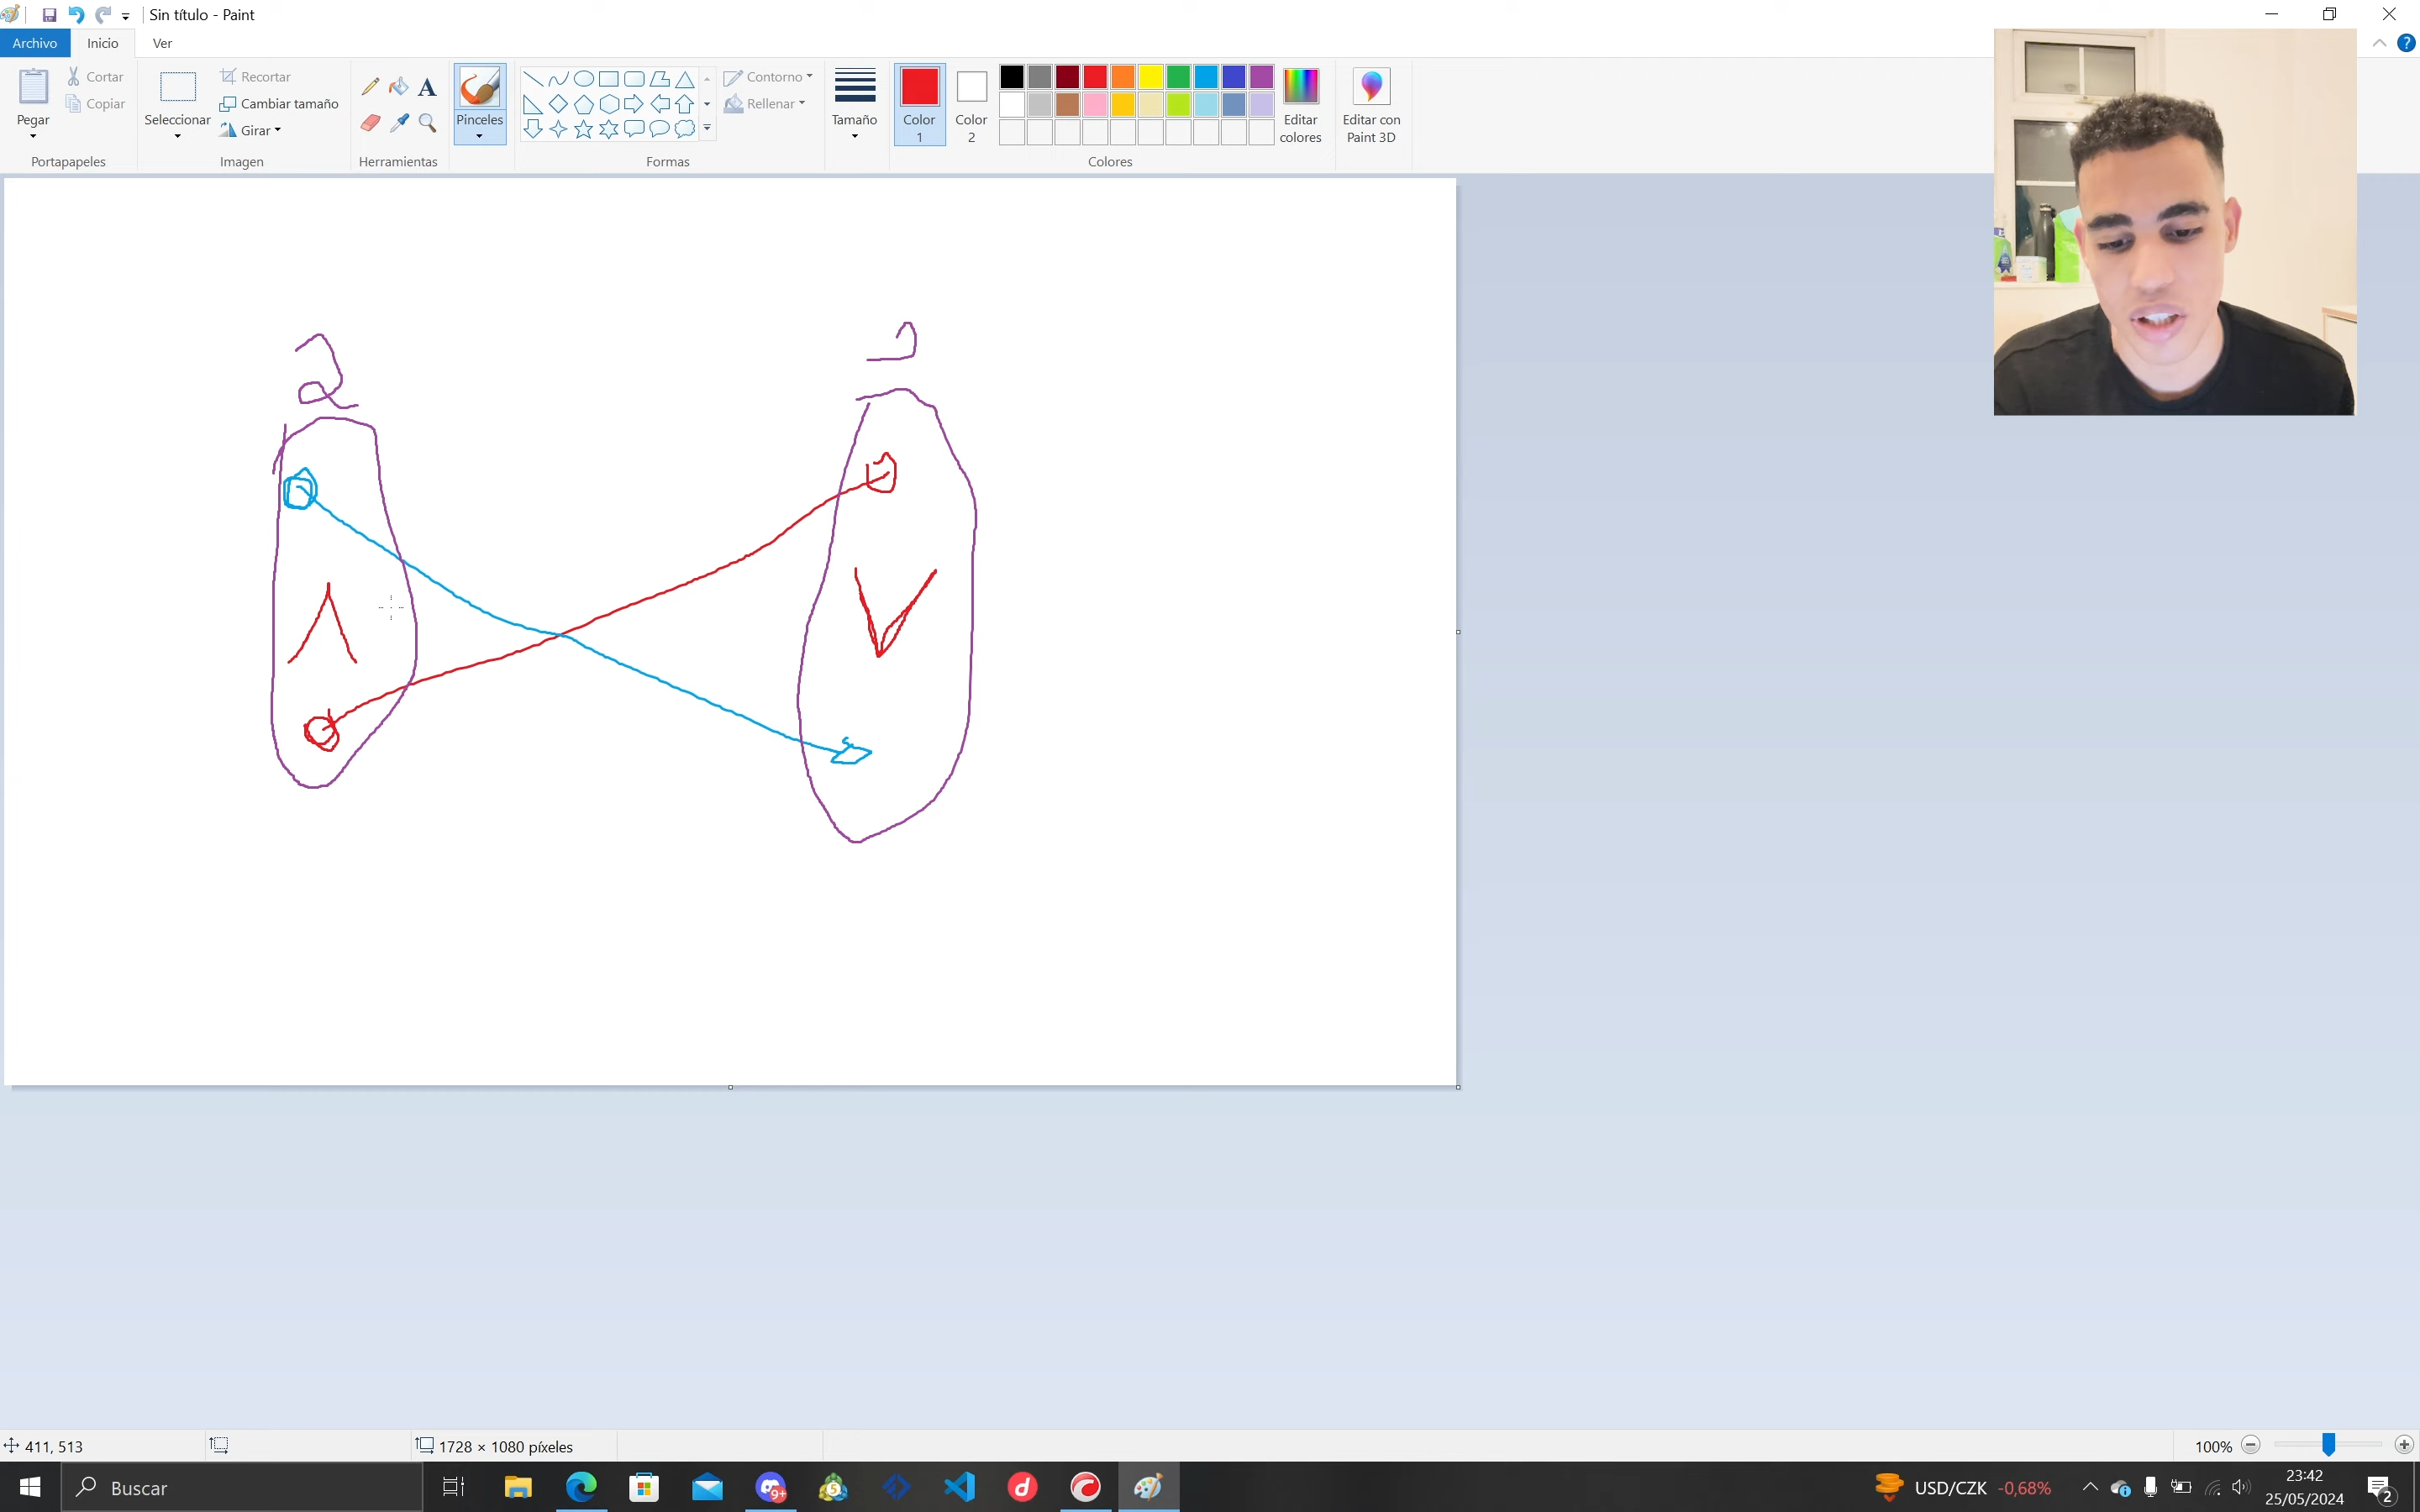 Sin título - Paint
Archivo Inicio Ver
Pegar
Cortar
Copiar
Portapapeles
Seleccionar
Recortar
Cambiar tamaño
Girar
Imagen
A
Herramientas
Pinceles
Formas
Contorno
Rellenar
Tamaño
Color 1
Color 2
Editar colores
Colores
Editar con Paint 3D
?
2
411, 513
1728 × 1080 píxeles
100%
Buscar
9+
5
d
USD/CZK -0,68%
23:42
25/05/2024
2